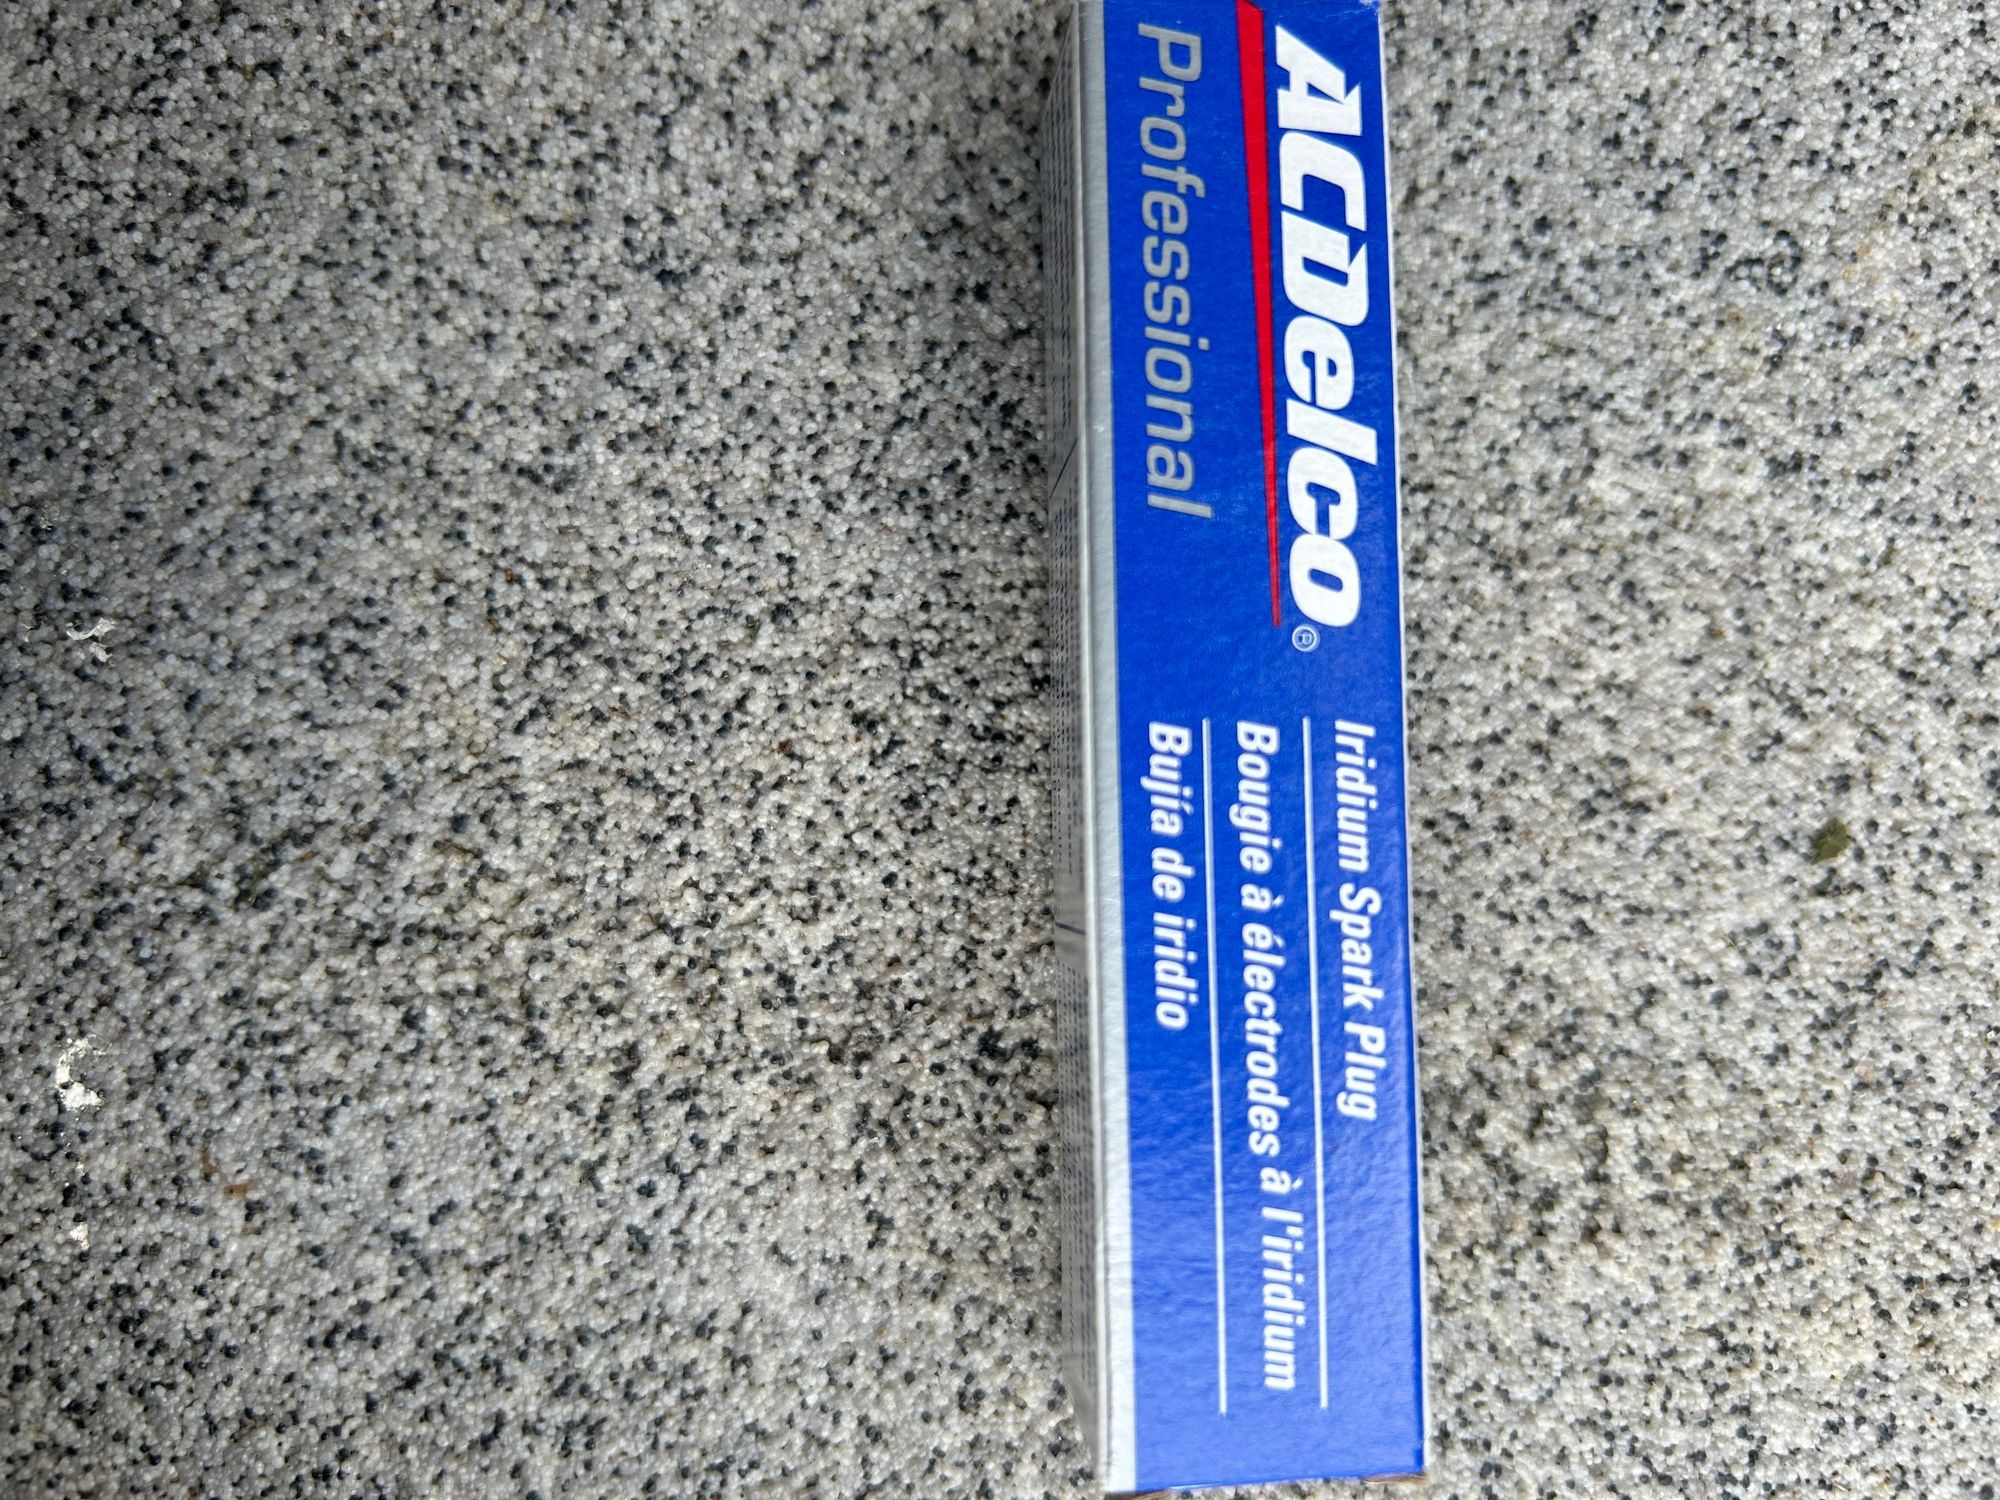 ACDelco®
Professional
Iridium Spark Plug
Bougie à électrodes à l'iridium
Bujía de iridio